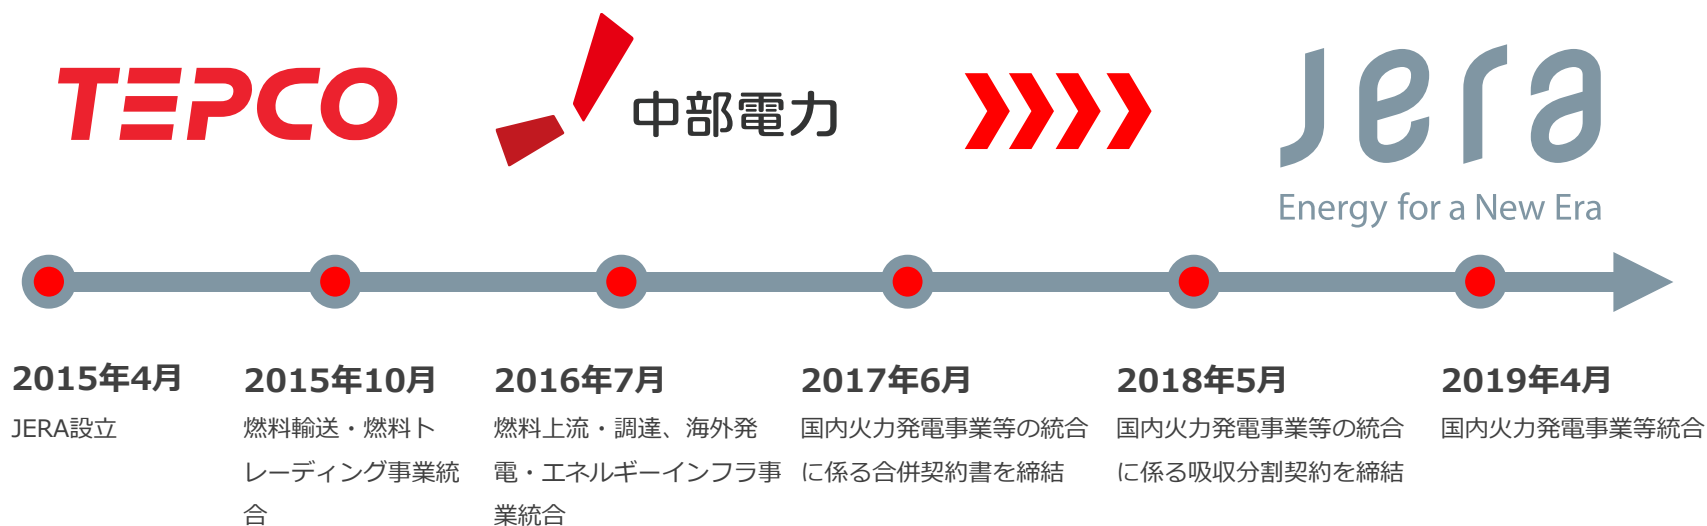 TEPCO
中部電力
Jera
Energy for a New Era
2015年4月
JERA設立
2015年10月
燃料輸送・燃料ト
レーディング事業統
合
2016年7月
燃料上流・調達、海外発
電・エネルギーインフラ事
業統合
2017年6月
国内火力発電事業等の統合
に係る合併契約書を締結
2018年5月
国内火力発電事業等の統合
に係る吸収分割契約を締結
2019年4月
国内火力発電事業等統合